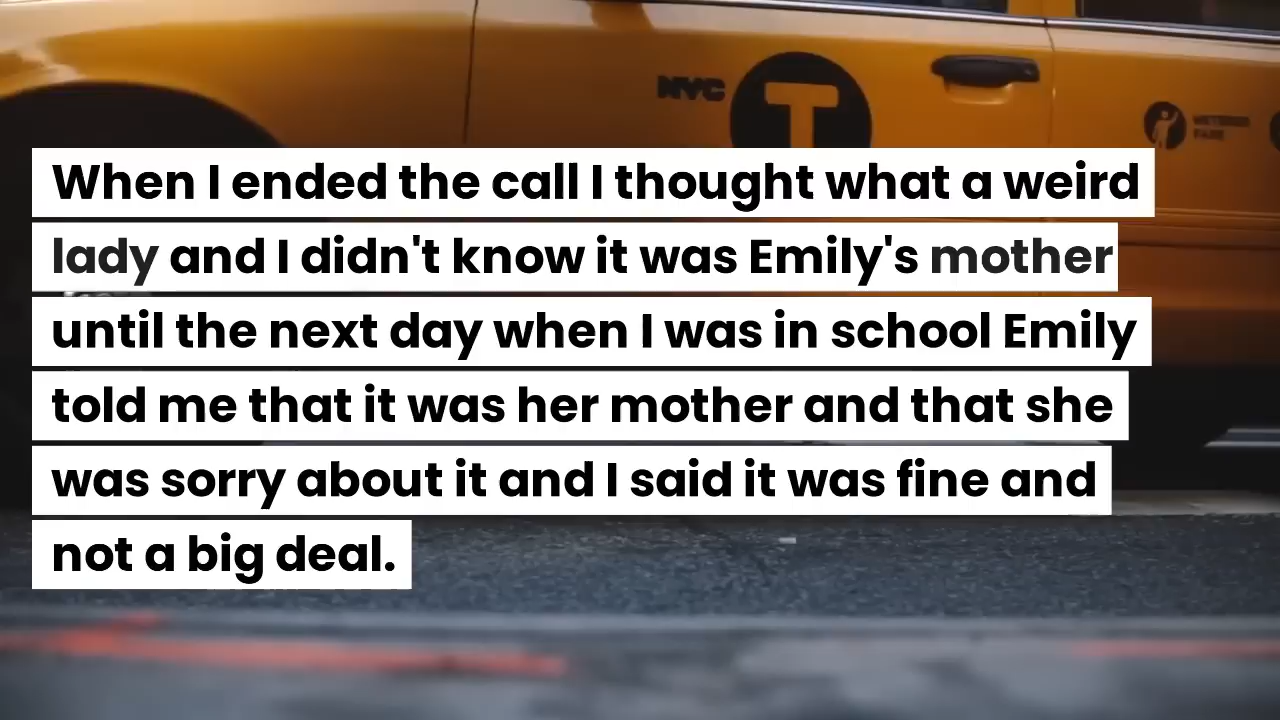 NYC T
When I ended the call I thought what a weird
lady and I didn't know it was Emily's mother
until the next day when I was in school Emily
told me that it was her mother and that she
was sorry about it and I said it was fine and
not a big deal.